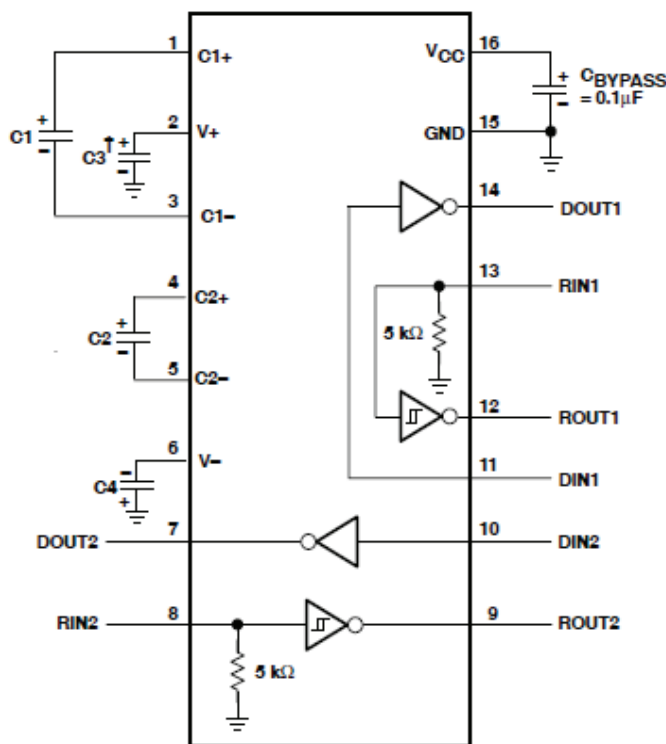 1
C1+
VCC
16
+
CBYPASS
= 0.1µF
–
C1
+
–
2
V+
C3†
+
–
GND
15
3
C1–
14
DOUT1
4
C2+
13
RIN1
C2
+
–
5 kΩ
5
C2–
12
ROUT1
6
V–
11
DIN1
C4
–
+
DOUT2
7
10
DIN2
RIN2
8
9
ROUT2
5 kΩ